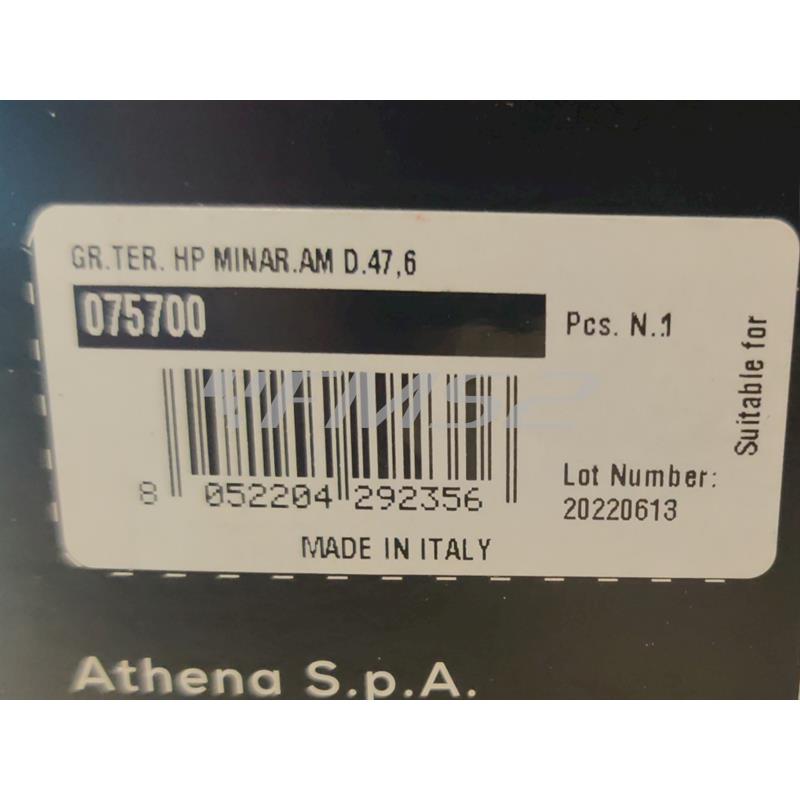 GR.TER. HP MINAR.AM D.47,6
075700
Pcs. N.:1
Suitable for
8 052204 292356
Lot Number:
20220613
MADE IN ITALY
Athena S.p.A.